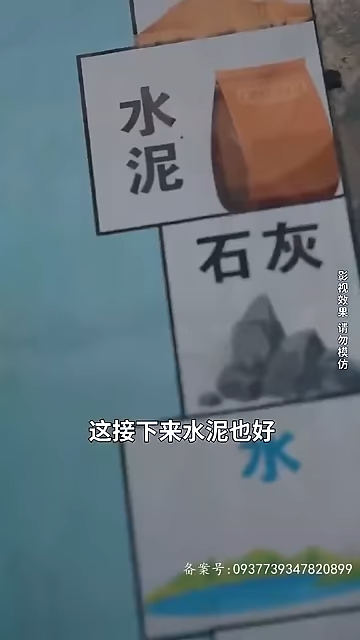 水
泥
石灰
影视效果 请勿模仿
这接下来水泥也好
水
备案号:0937739347820899